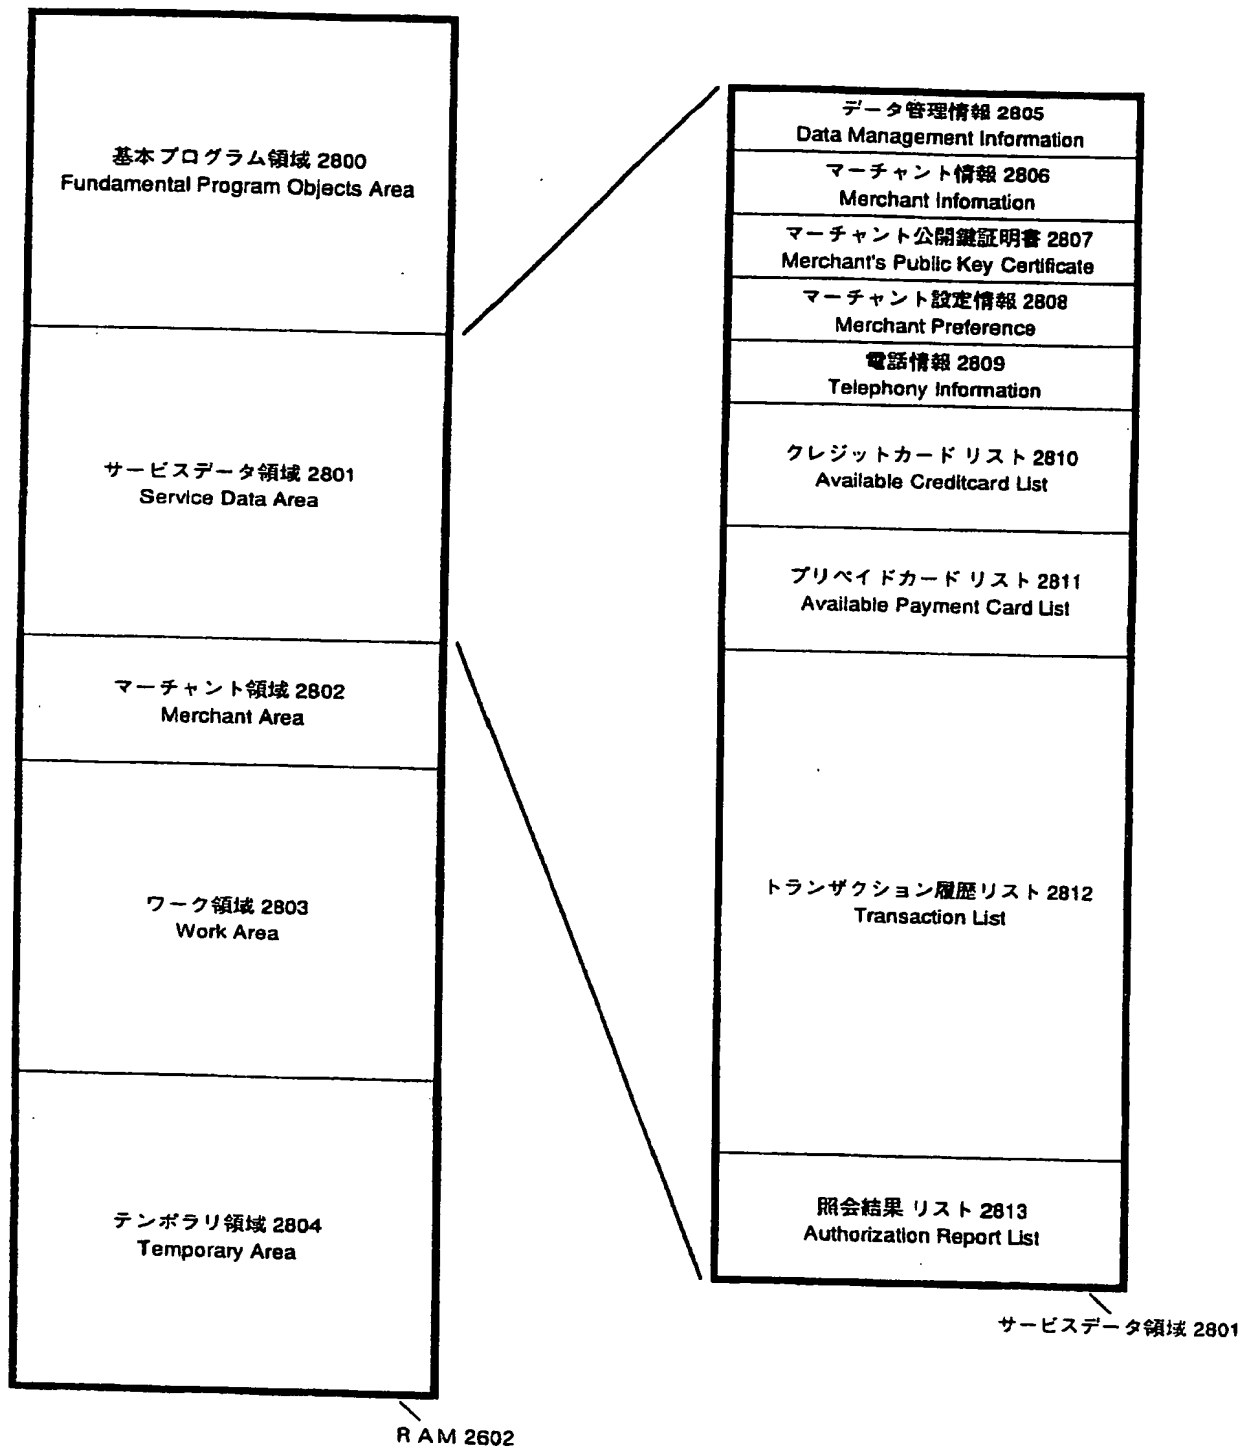 基本プログラム領域 2800
Fundamental Program Objects Area
サービスデータ領域 2801
Service Data Area
マーチャント領域 2802
Merchant Area
ワーク領域 2803
Work Area
テンポラリ領域 2804
Temporary Area
RAM 2602
データ管理情報 2805
Data Management Information
マーチャント情報 2806
Merchant Infomation
マーチャント公開鍵証明書 2807
Merchant's Public Key Certificate
マーチャント設定情報 2808
Merchant Preference
電話情報 2809
Telephony Information
クレジットカード リスト 2810
Available Creditcard List
プリペイドカード リスト 2811
Available Payment Card List
トランザクション履歴リスト 2812
Transaction List
照会結果 リスト 2813
Authorization Report List
サービスデータ領域 2801